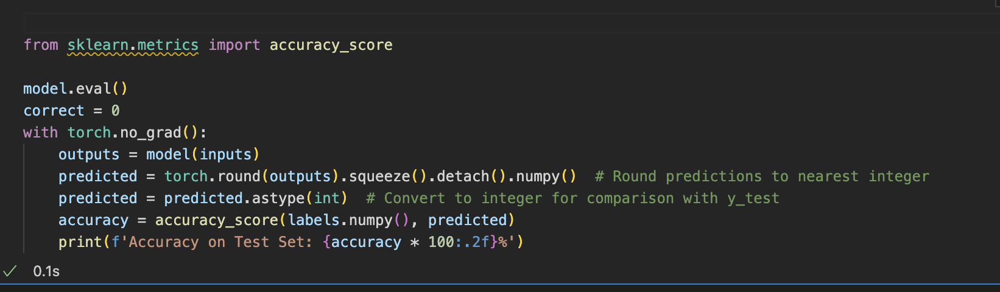 from sklearn.metrics import accuracy_score
model.eval()
correct = 0
with torch.no_grad():
    outputs = model(inputs)
    predicted = torch.round(outputs).squeeze().detach().numpy()  # Round predictions to nearest integer
    predicted = predicted.astype(int)  # Convert to integer for comparison with y_test
    accuracy = accuracy_score(labels.numpy(), predicted)
    print(f'Accuracy on Test Set: {accuracy * 100:.2f}%')
✓ 0.1s